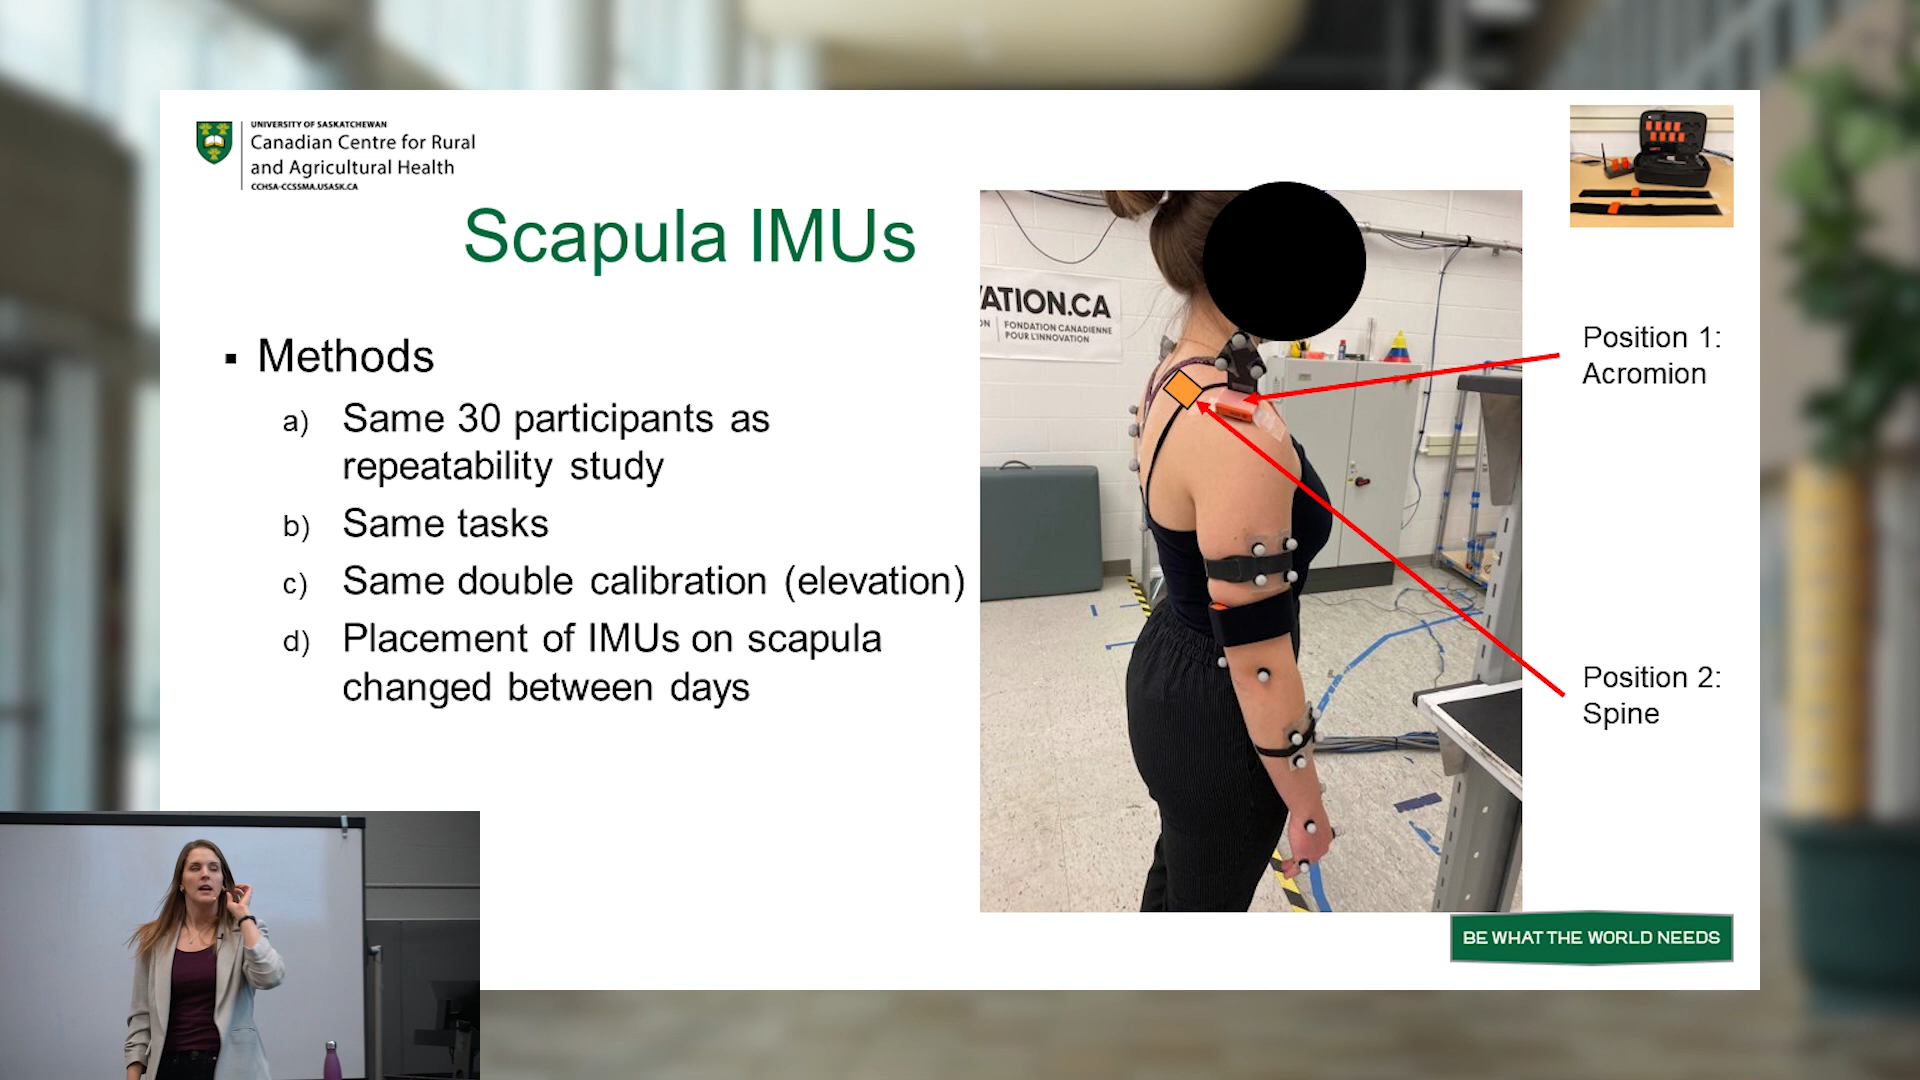 UNIVERSITY OF SASKATCHEWAN
Canadian Centre for Rural
and Agricultural Health
CCHSA-CCSSMA.USASK.CA
Scapula IMUs
▪ Methods
a) Same 30 participants as
repeatability study
b) Same tasks
c) Same double calibration (elevation)
d) Placement of IMUs on scapula
changed between days
VATION.CA
ON | FONDATION CANADIENNE
POUR L'INNOVATION
Position 1:
Acromion
Position 2:
Spine
BE WHAT THE WORLD NEEDS